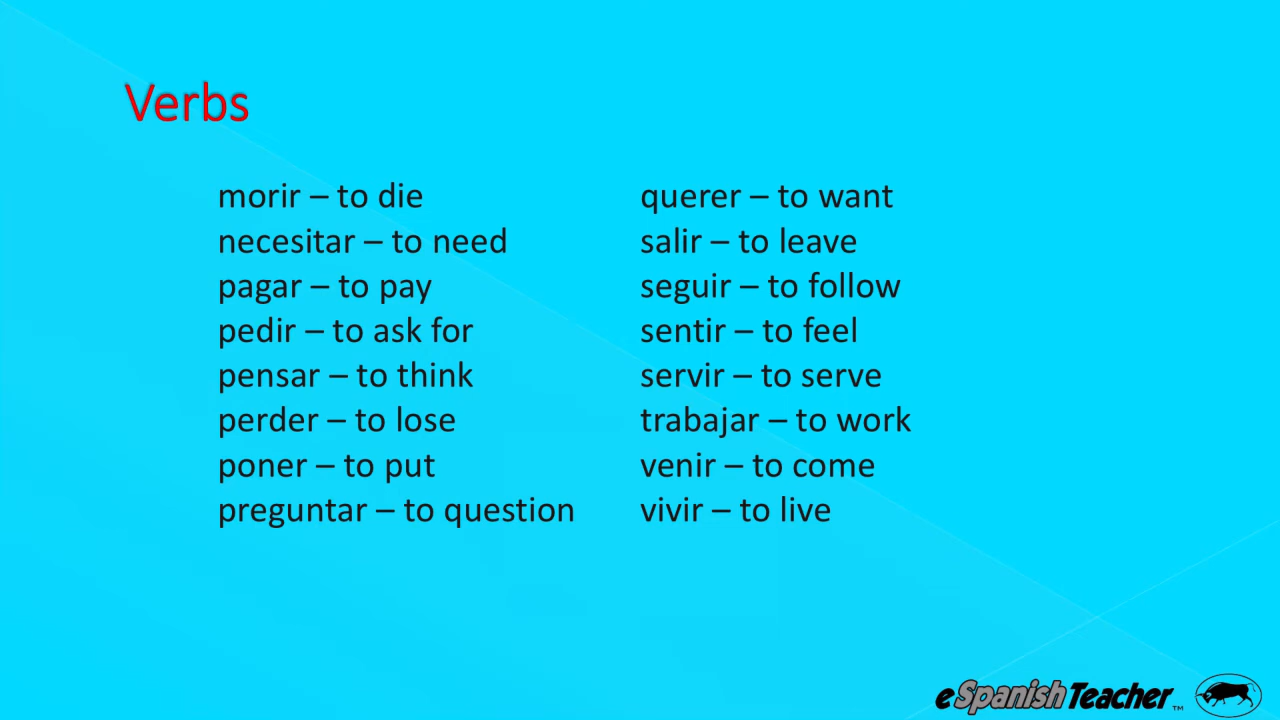 Verbs
morir – to die
necesitar – to need
pagar – to pay
pedir – to ask for
pensar – to think
perder – to lose
poner – to put
preguntar – to question
querer – to want
salir – to leave
seguir – to follow
sentir – to feel
servir – to serve
trabajar – to work
venir – to come
vivir – to live
eSpanishTeacher™